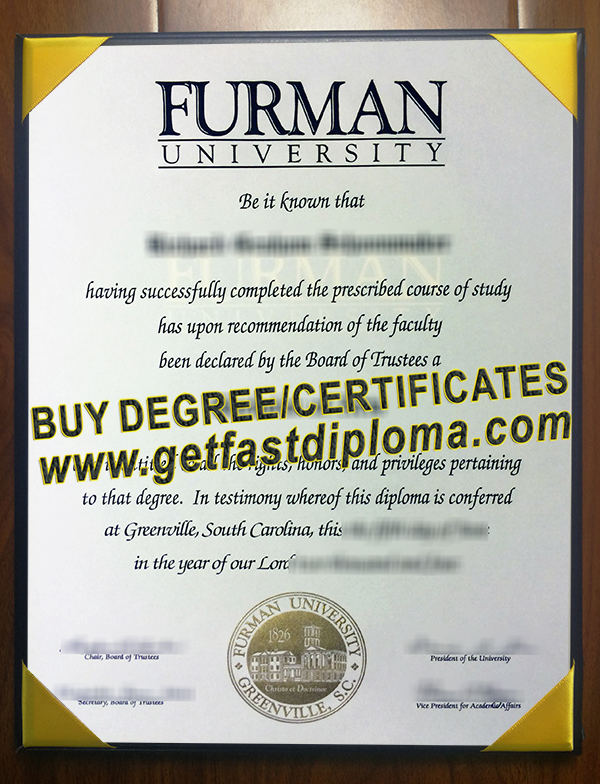 FURMAN
UNIVERSITY
Be it known that
FURMAN
having successfully completed the prescribed course of study
has upon recommendation of the faculty
been declared by the Board of Trustees a
BUY DEGREE/CERTIFICATES
www.getfastdiploma.com
rights, honors, and privileges pertaining
to that degree. In testimony whereof this diploma is conferred
at Greenville, South Carolina, this
in the year of our Lord
FURMAN UNIVERSITY
1826
Christo et Doctrinæ
GREENVILLE, S.C.
Chair, Board of Trustees
President of the University
Secretary, Board of Trustees
Vice President for Academic Affairs